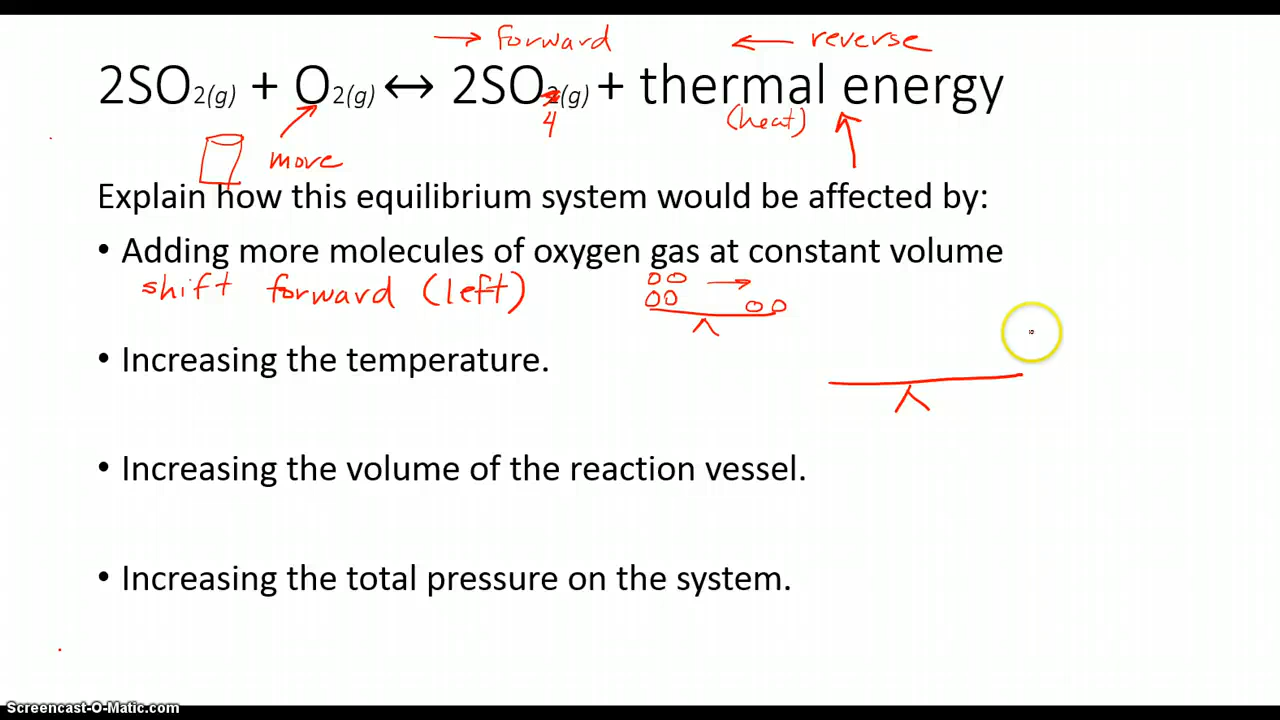 → forward ← reverse
2SO2(g) + O2(g) ↔ 2SO2(g) + thermal energy
4 (heat)
move
Explain how this equilibrium system would be affected by:
• Adding more molecules of oxygen gas at constant volume
shift forward (left)
• Increasing the temperature.
• Increasing the volume of the reaction vessel.
• Increasing the total pressure on the system.
Screencast-O-Matic.com